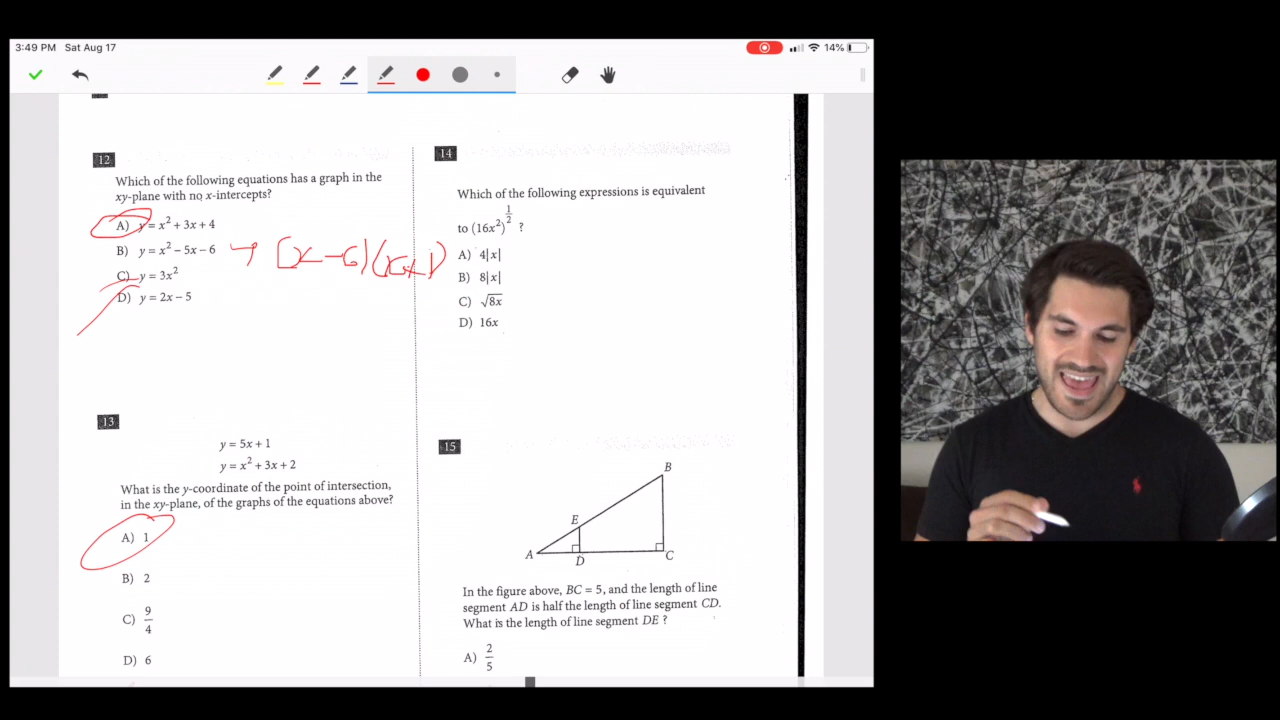 3:49 PM Sat Aug 17
14%
12
Which of the following equations has a graph in the
xy-plane with no x-intercepts?
A) y = x² + 3x + 4
B) y = x² − 5x − 6 → (x − 6)(x + 1)
C) y = 3x²
D) y = 2x − 5
13
y = 5x + 1
y = x² + 3x + 2
What is the y-coordinate of the point of intersection,
in the xy-plane, of the graphs of the equations above?
A) 1
B) 2
C) 9/4
D) 6
14
Which of the following expressions is equivalent
to (16x²)^(1/2) ?
A) 4|x|
B) 8|x|
C) √8x
D) 16x
15
B
E
A
D
C
In the figure above, BC = 5, and the length of line
segment AD is half the length of line segment CD.
What is the length of line segment DE ?
A) 2/5